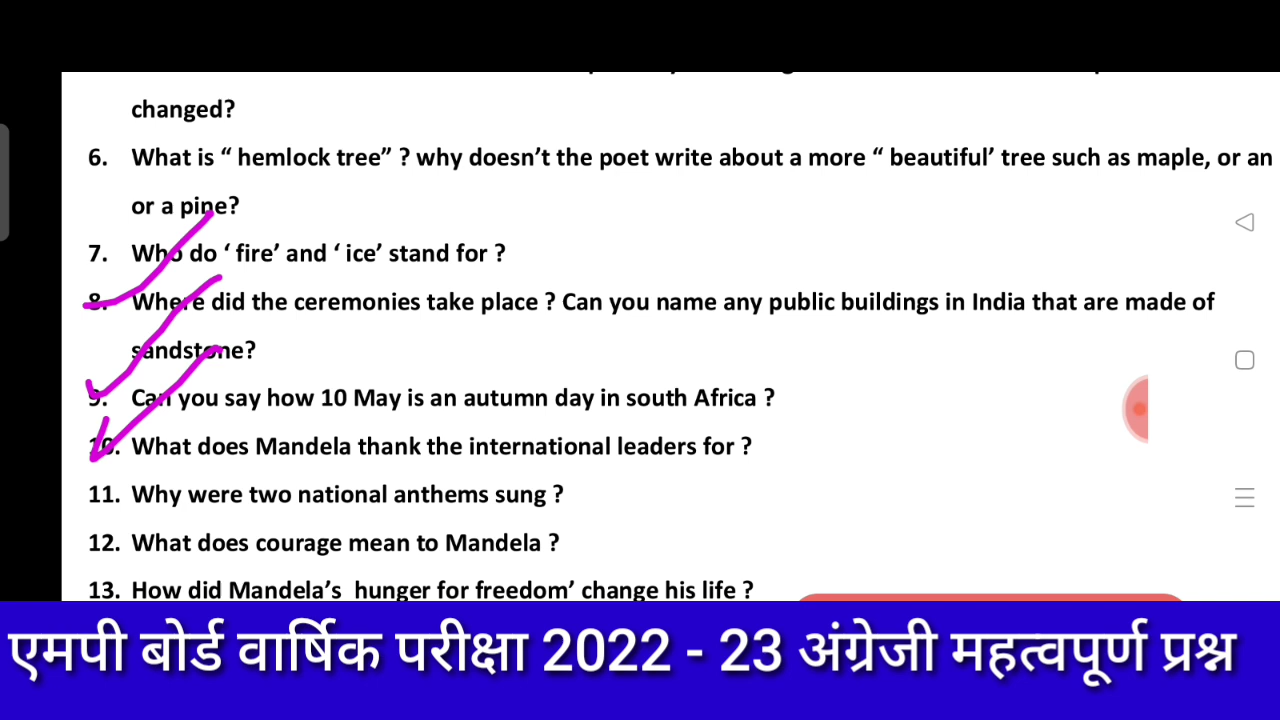 changed?
6. What is “ hemlock tree” ? why doesn’t the poet write about a more “ beautiful’ tree such as maple, or an
or a pine?
7. Who do ‘ fire’ and ‘ ice’ stand for ?
8. Where did the ceremonies take place ? Can you name any public buildings in India that are made of
sandstone?
9. Can you say how 10 May is an autumn day in south Africa ?
10. What does Mandela thank the international leaders for ?
11. Why were two national anthems sung ?
12. What does courage mean to Mandela ?
13. How did Mandela’s hunger for freedom’ change his life ?
एमपी बोर्ड वार्षिक परीक्षा 2022 - 23 अंग्रेजी महत्वपूर्ण प्रश्न